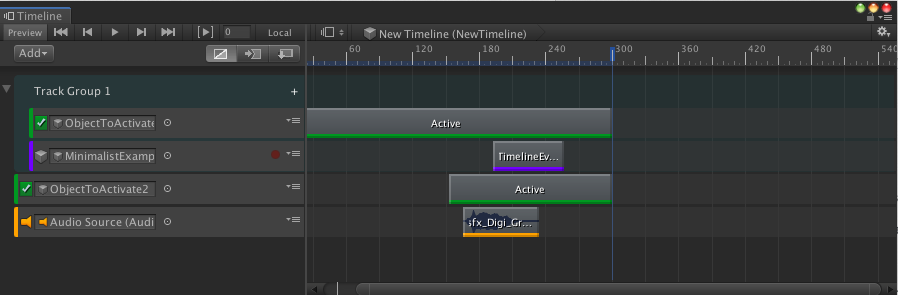 Timeline
Preview 0 Local New Timeline (NewTimeline)
Add 60 120 180 240 300 360 420 480 540
Track Group 1 +
ObjectToActivate Active
MinimalistExamp TimelineEv...
ObjectToActivate2 Active
Audio Source (Audi sfx_Digi_Gr...